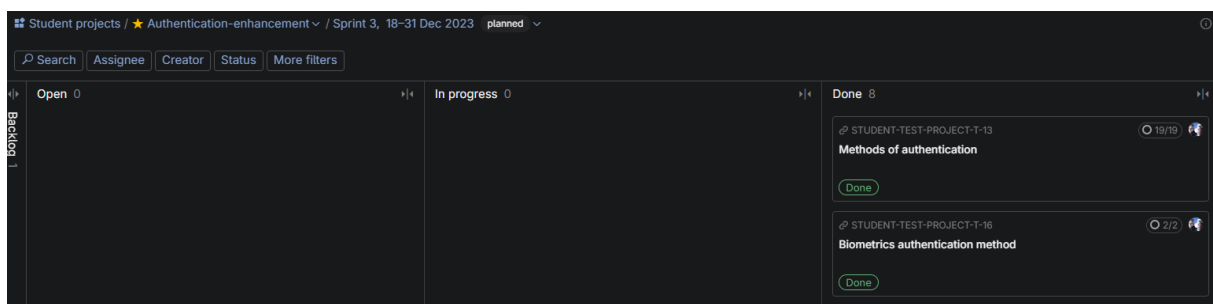 Student projects / ★ Authentication-enhancement / Sprint 3, 18–31 Dec 2023 planned
Search Assignee Creator Status More filters
Open 0
In progress 0
Done 8
Backlog 1
STUDENT-TEST-PROJECT-T-13 19/19
Methods of authentication
Done
STUDENT-TEST-PROJECT-T-16 2/2
Biometrics authentication method
Done